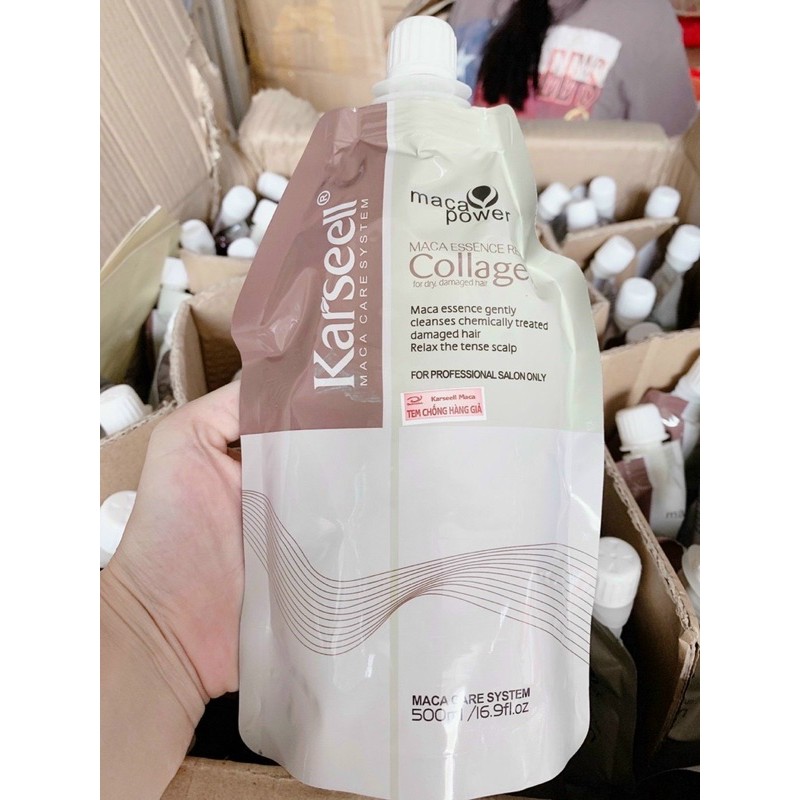 Karseell®
MACA CARE SYSTEM
maca
power
MACA ESSENCE
Collage
for dry, damaged hair
Maca essence gently
cleanses chemically treated
damaged hair
Relax the tense scalp
FOR PROFESSIONAL SALON ONLY
Karseell Maca
TEM CHỐNG HÀNG GIẢ
MACA CARE SYSTEM
500ml /16.9fl.oz